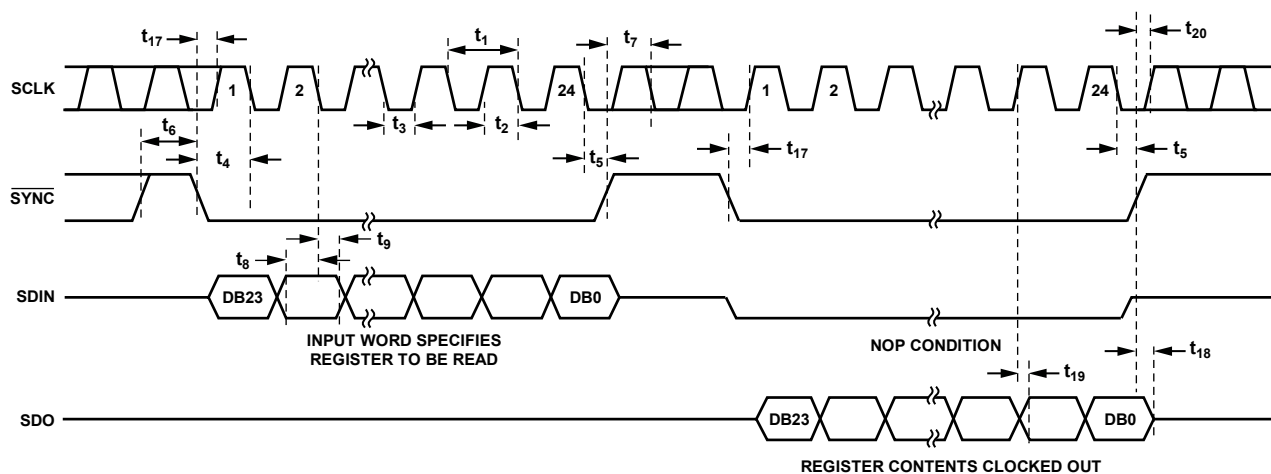 t17
t1
t7
t20
SCLK
1
2
24
1
2
24
t6
t4
t3
t2
t5
t17
t5
SYNC
t8
t9
SDIN
DB23
DB0
INPUT WORD SPECIFIES
REGISTER TO BE READ
NOP CONDITION
t18
t19
SDO
DB23
DB0
REGISTER CONTENTS CLOCKED OUT